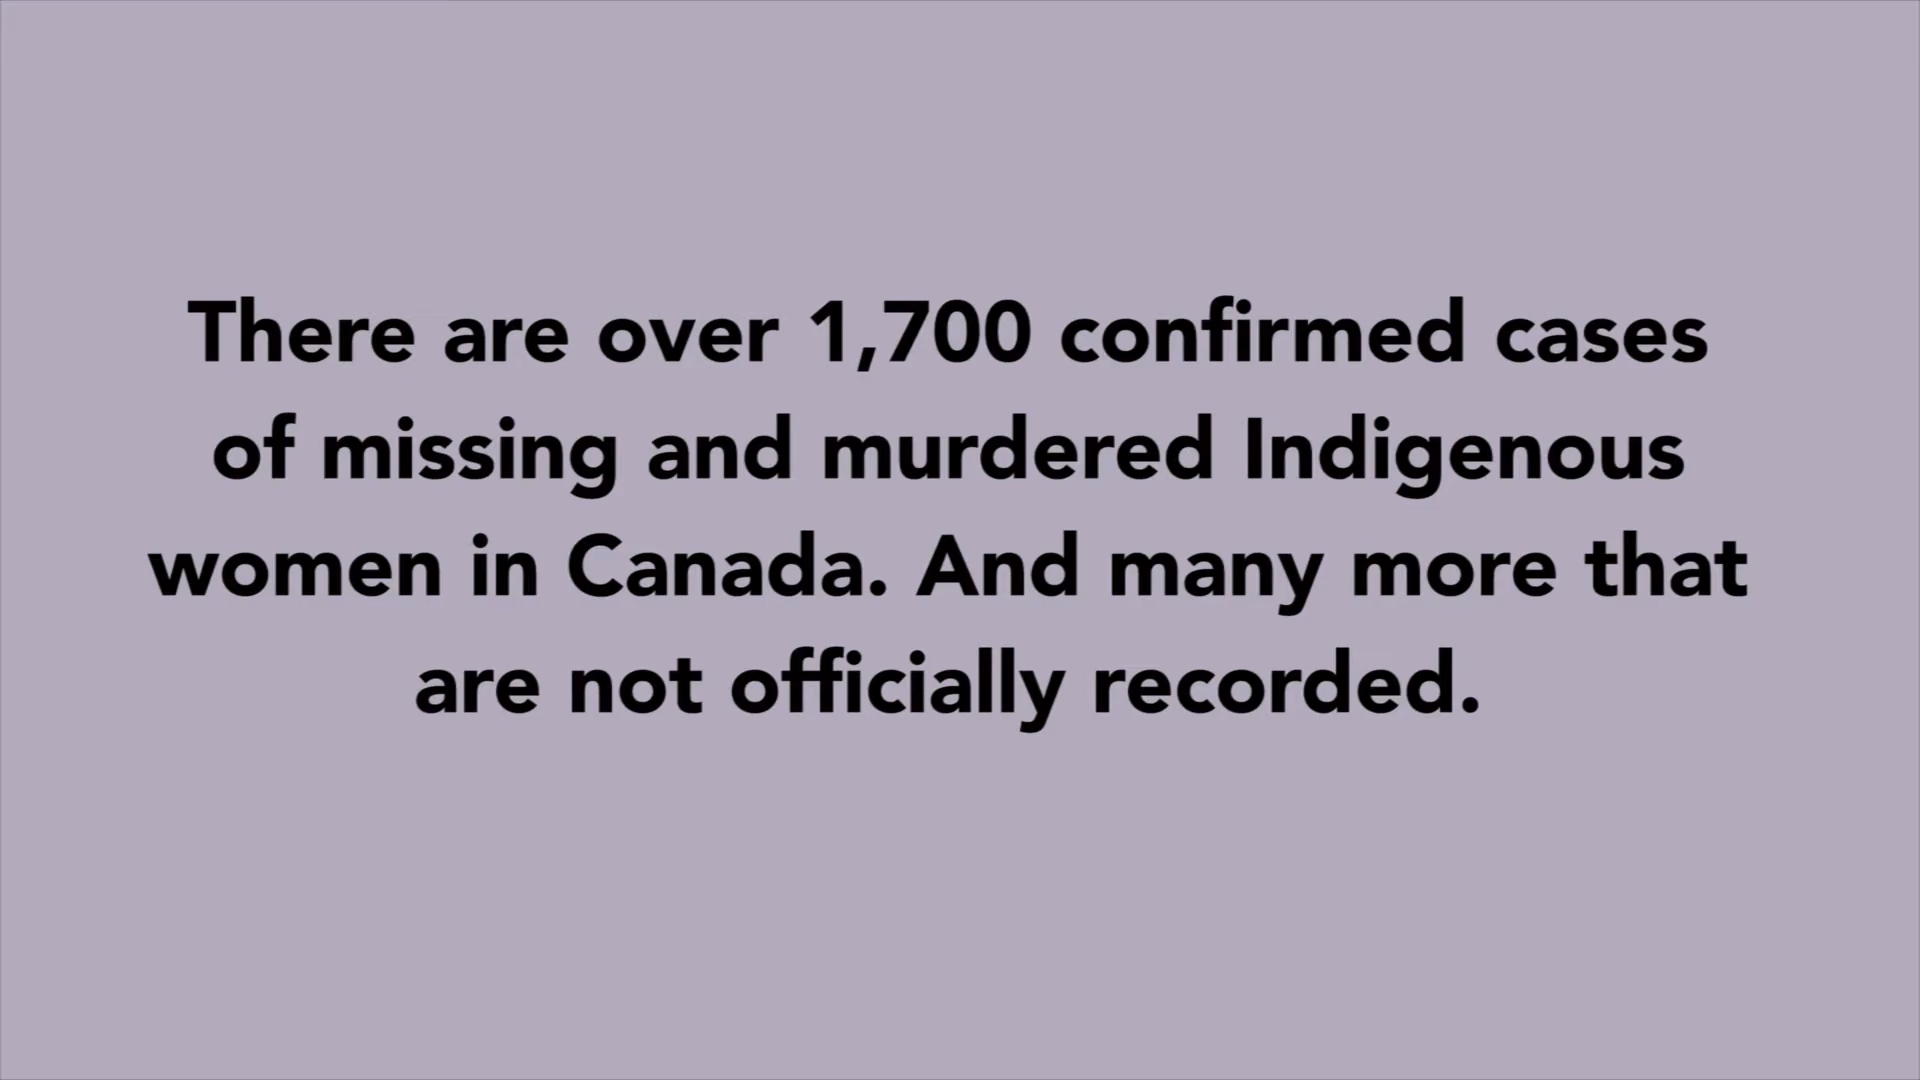 There are over 1,700 confirmed cases
of missing and murdered Indigenous
women in Canada. And many more that
are not officially recorded.